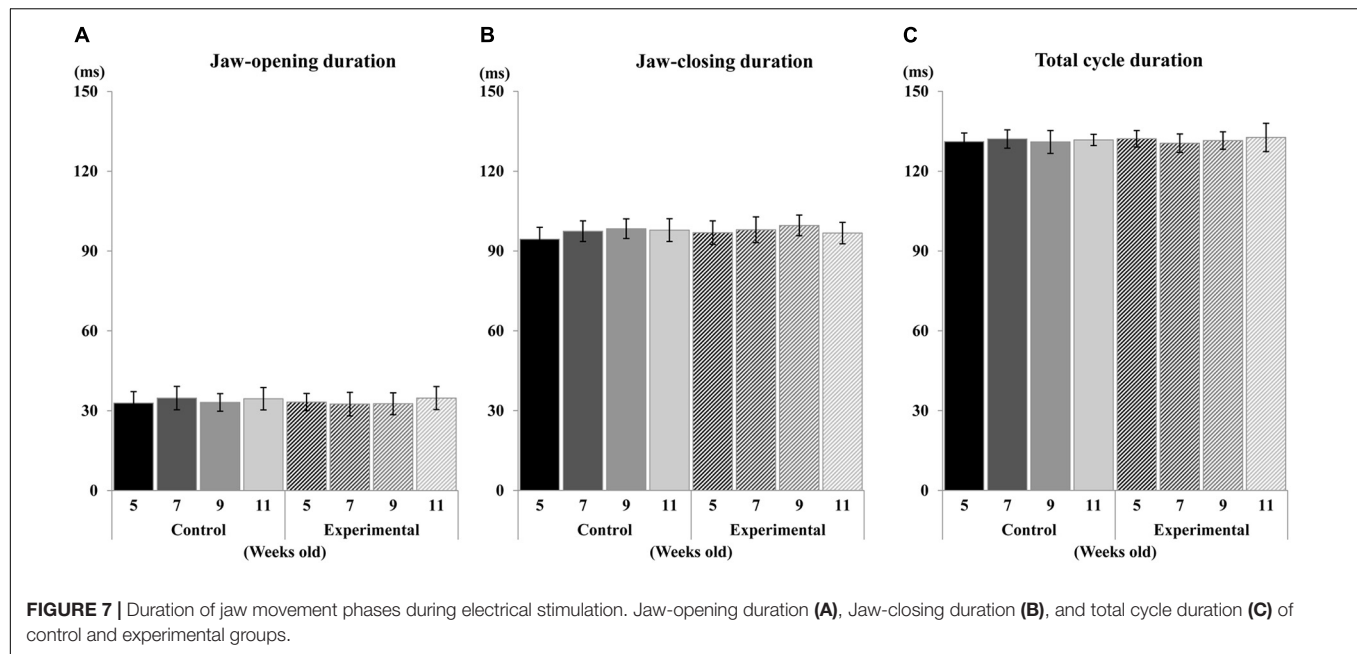 A
Jaw-opening duration
(ms)
150
120
90
60
30
0
5 7 9 11 5 7 9 11
Control Experimental
(Weeks old)
B
Jaw-closing duration
(ms)
150
120
90
60
30
0
5 7 9 11 5 7 9 11
Control Experimental
(Weeks old)
C
Total cycle duration
(ms)
150
120
90
60
30
0
5 7 9 11 5 7 9 11
Control Experimental
(Weeks old)
FIGURE 7 | Duration of jaw movement phases during electrical stimulation. Jaw-opening duration (A), Jaw-closing duration (B), and total cycle duration (C) of
control and experimental groups.